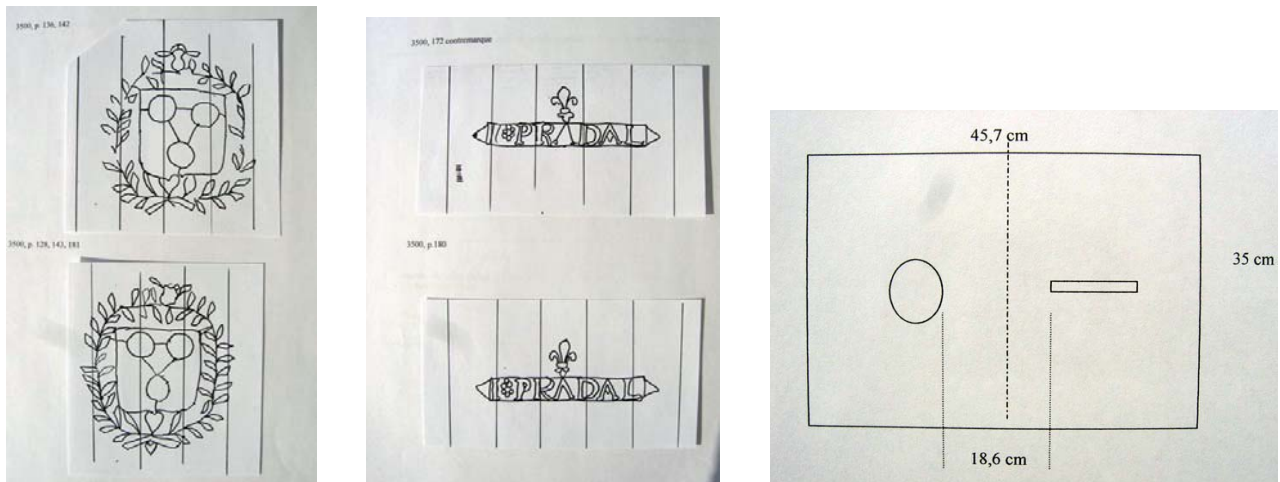 3500, p. 136, 142
3500, p. 128, 143, 181
3500, 172 contremarque
I PRADAL
3500, p.180
I PRADAL
45,7 cm
35 cm
18,6 cm